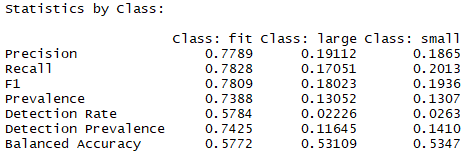 Statistics by Class:
Class: fit Class: large Class: small
Precision 0.7789 0.19112 0.1865
Recall 0.7828 0.17051 0.2013
F1 0.7809 0.18023 0.1936
Prevalence 0.7388 0.13052 0.1307
Detection Rate 0.5784 0.02226 0.0263
Detection Prevalence 0.7425 0.11645 0.1410
Balanced Accuracy 0.5772 0.53109 0.5347